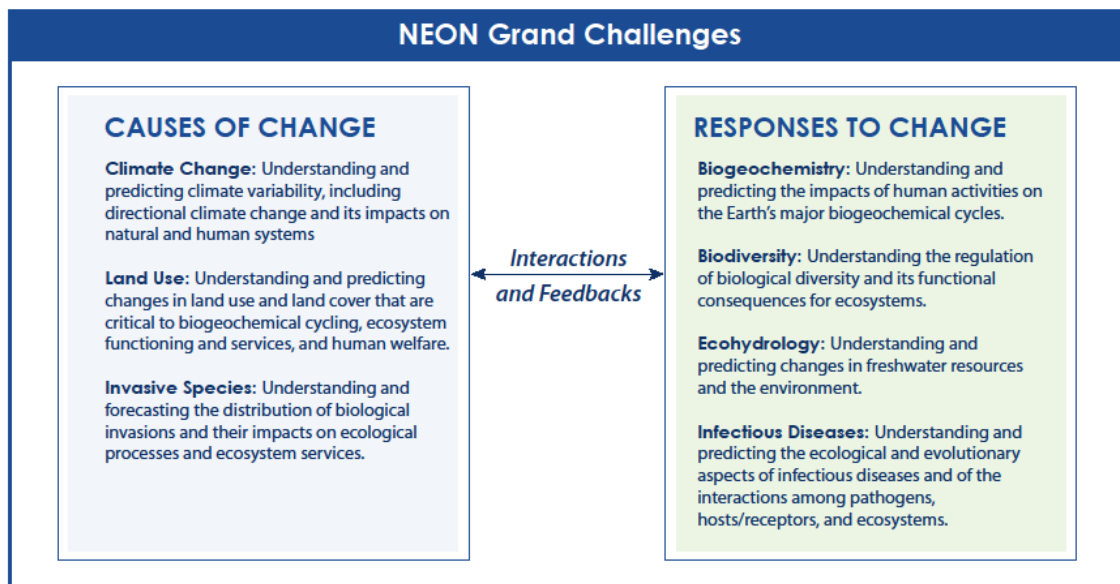 NEON Grand Challenges
CAUSES OF CHANGE
Climate Change: Understanding and
predicting climate variability, including
directional climate change and its impacts on
natural and human systems
Land Use: Understanding and predicting
changes in land use and land cover that are
critical to biogeochemical cycling, ecosystem
functioning and services, and human welfare.
Invasive Species: Understanding and
forecasting the distribution of biological
invasions and their impacts on ecological
processes and ecosystem services.
Interactions
and Feedbacks
RESPONSES TO CHANGE
Biogeochemistry: Understanding and
predicting the impacts of human activities on
the Earth's major biogeochemical cycles.
Biodiversity: Understanding the regulation
of biological diversity and its functional
consequences for ecosystems.
Ecohydrology: Understanding and
predicting changes in freshwater resources
and the environment.
Infectious Diseases: Understanding and
predicting the ecological and evolutionary
aspects of infectious diseases and of the
interactions among pathogens,
hosts/receptors, and ecosystems.